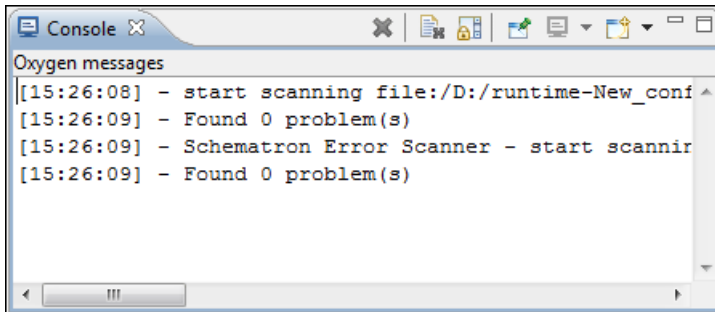 Console
Oxygen messages
[15:26:08] - start scanning file:/D:/runtime-New_conf
[15:26:09] - Found 0 problem(s)
[15:26:09] - Schematron Error Scanner - start scannin
[15:26:09] - Found 0 problem(s)